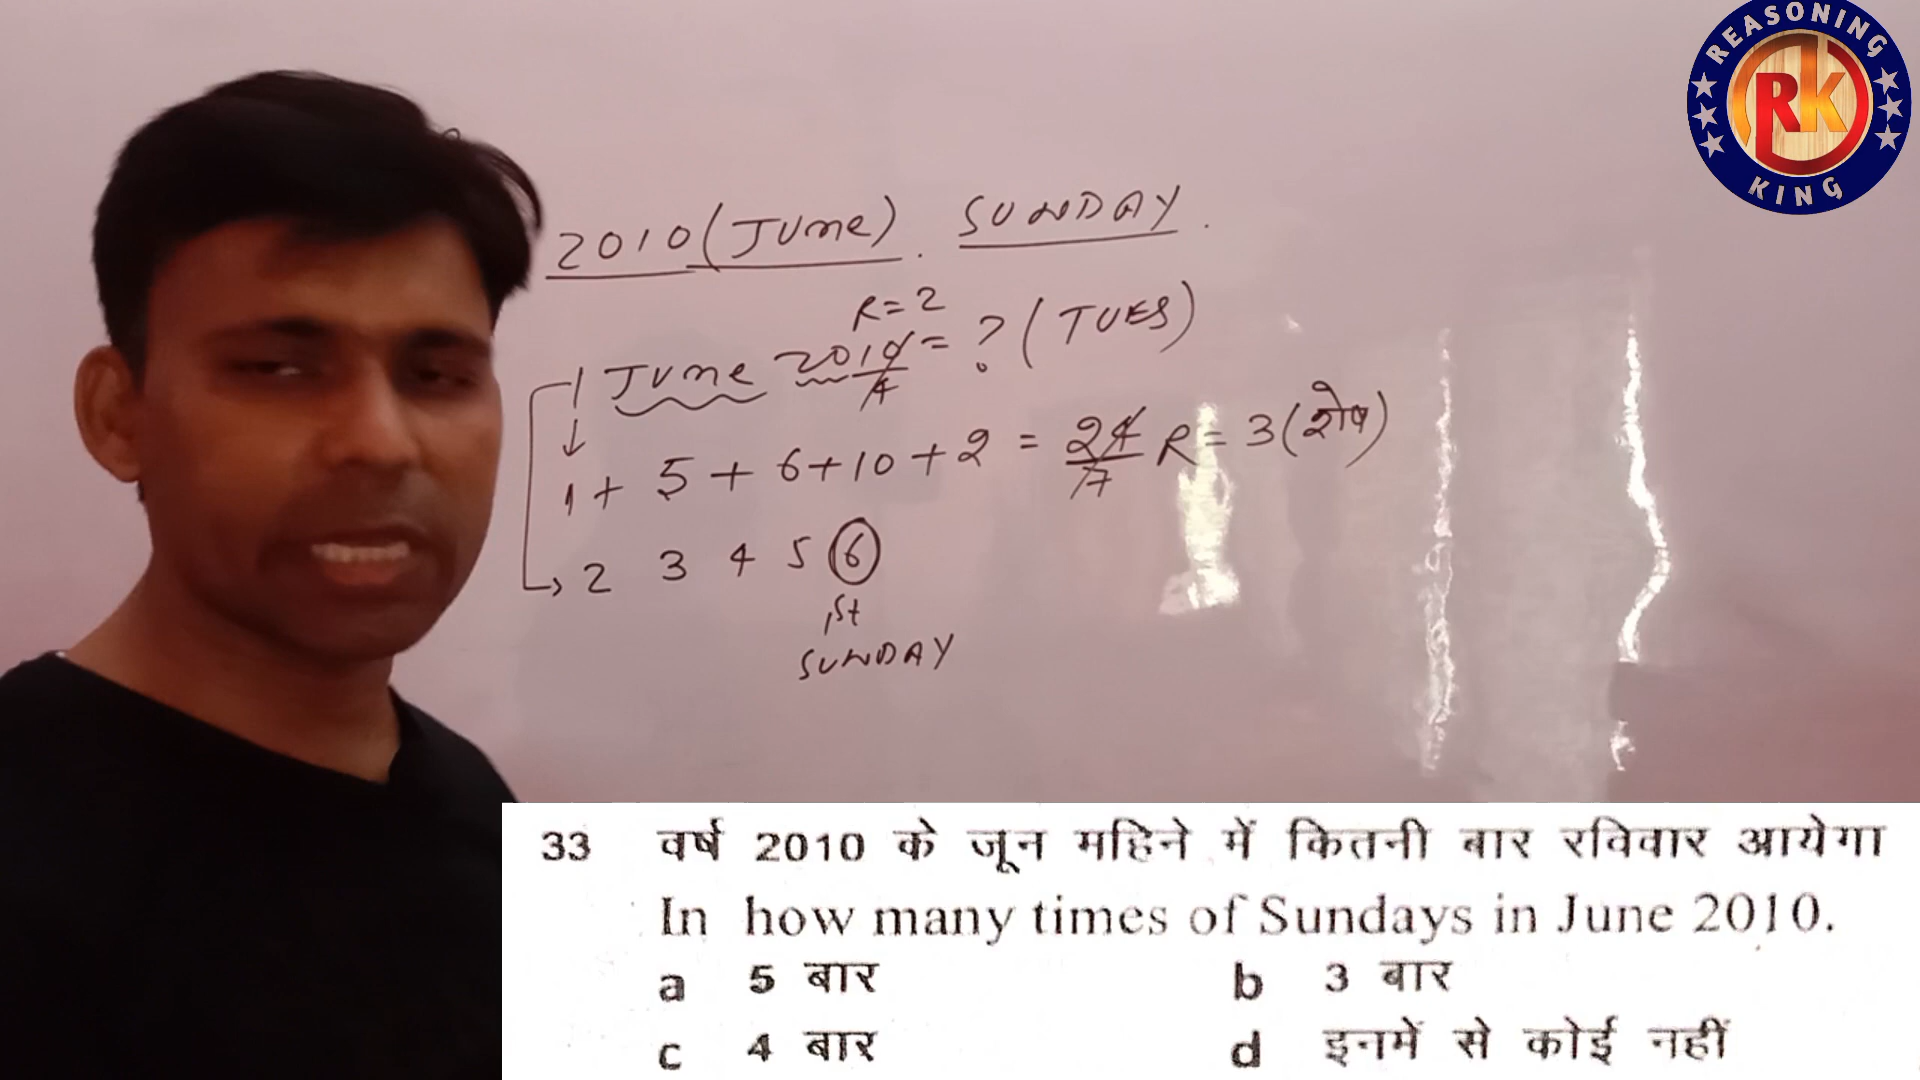 REASONING
RK
KING
2010 (JUne). SUNDAY.
R = 2
1 JUne 2010/4 = ? (TUES)
1 + 5 + 6 + 10 + 2 = 24/7 R = 3 (शेष)
2 3 4 5 6
1st
SUNDAY
33 वर्ष 2010 के जून महिने में कितनी बार रविवार आयेगा
In how many times of Sundays in June 2010.
a 5 बार b 3 बार
c 4 बार d इनमें से कोई नहीं